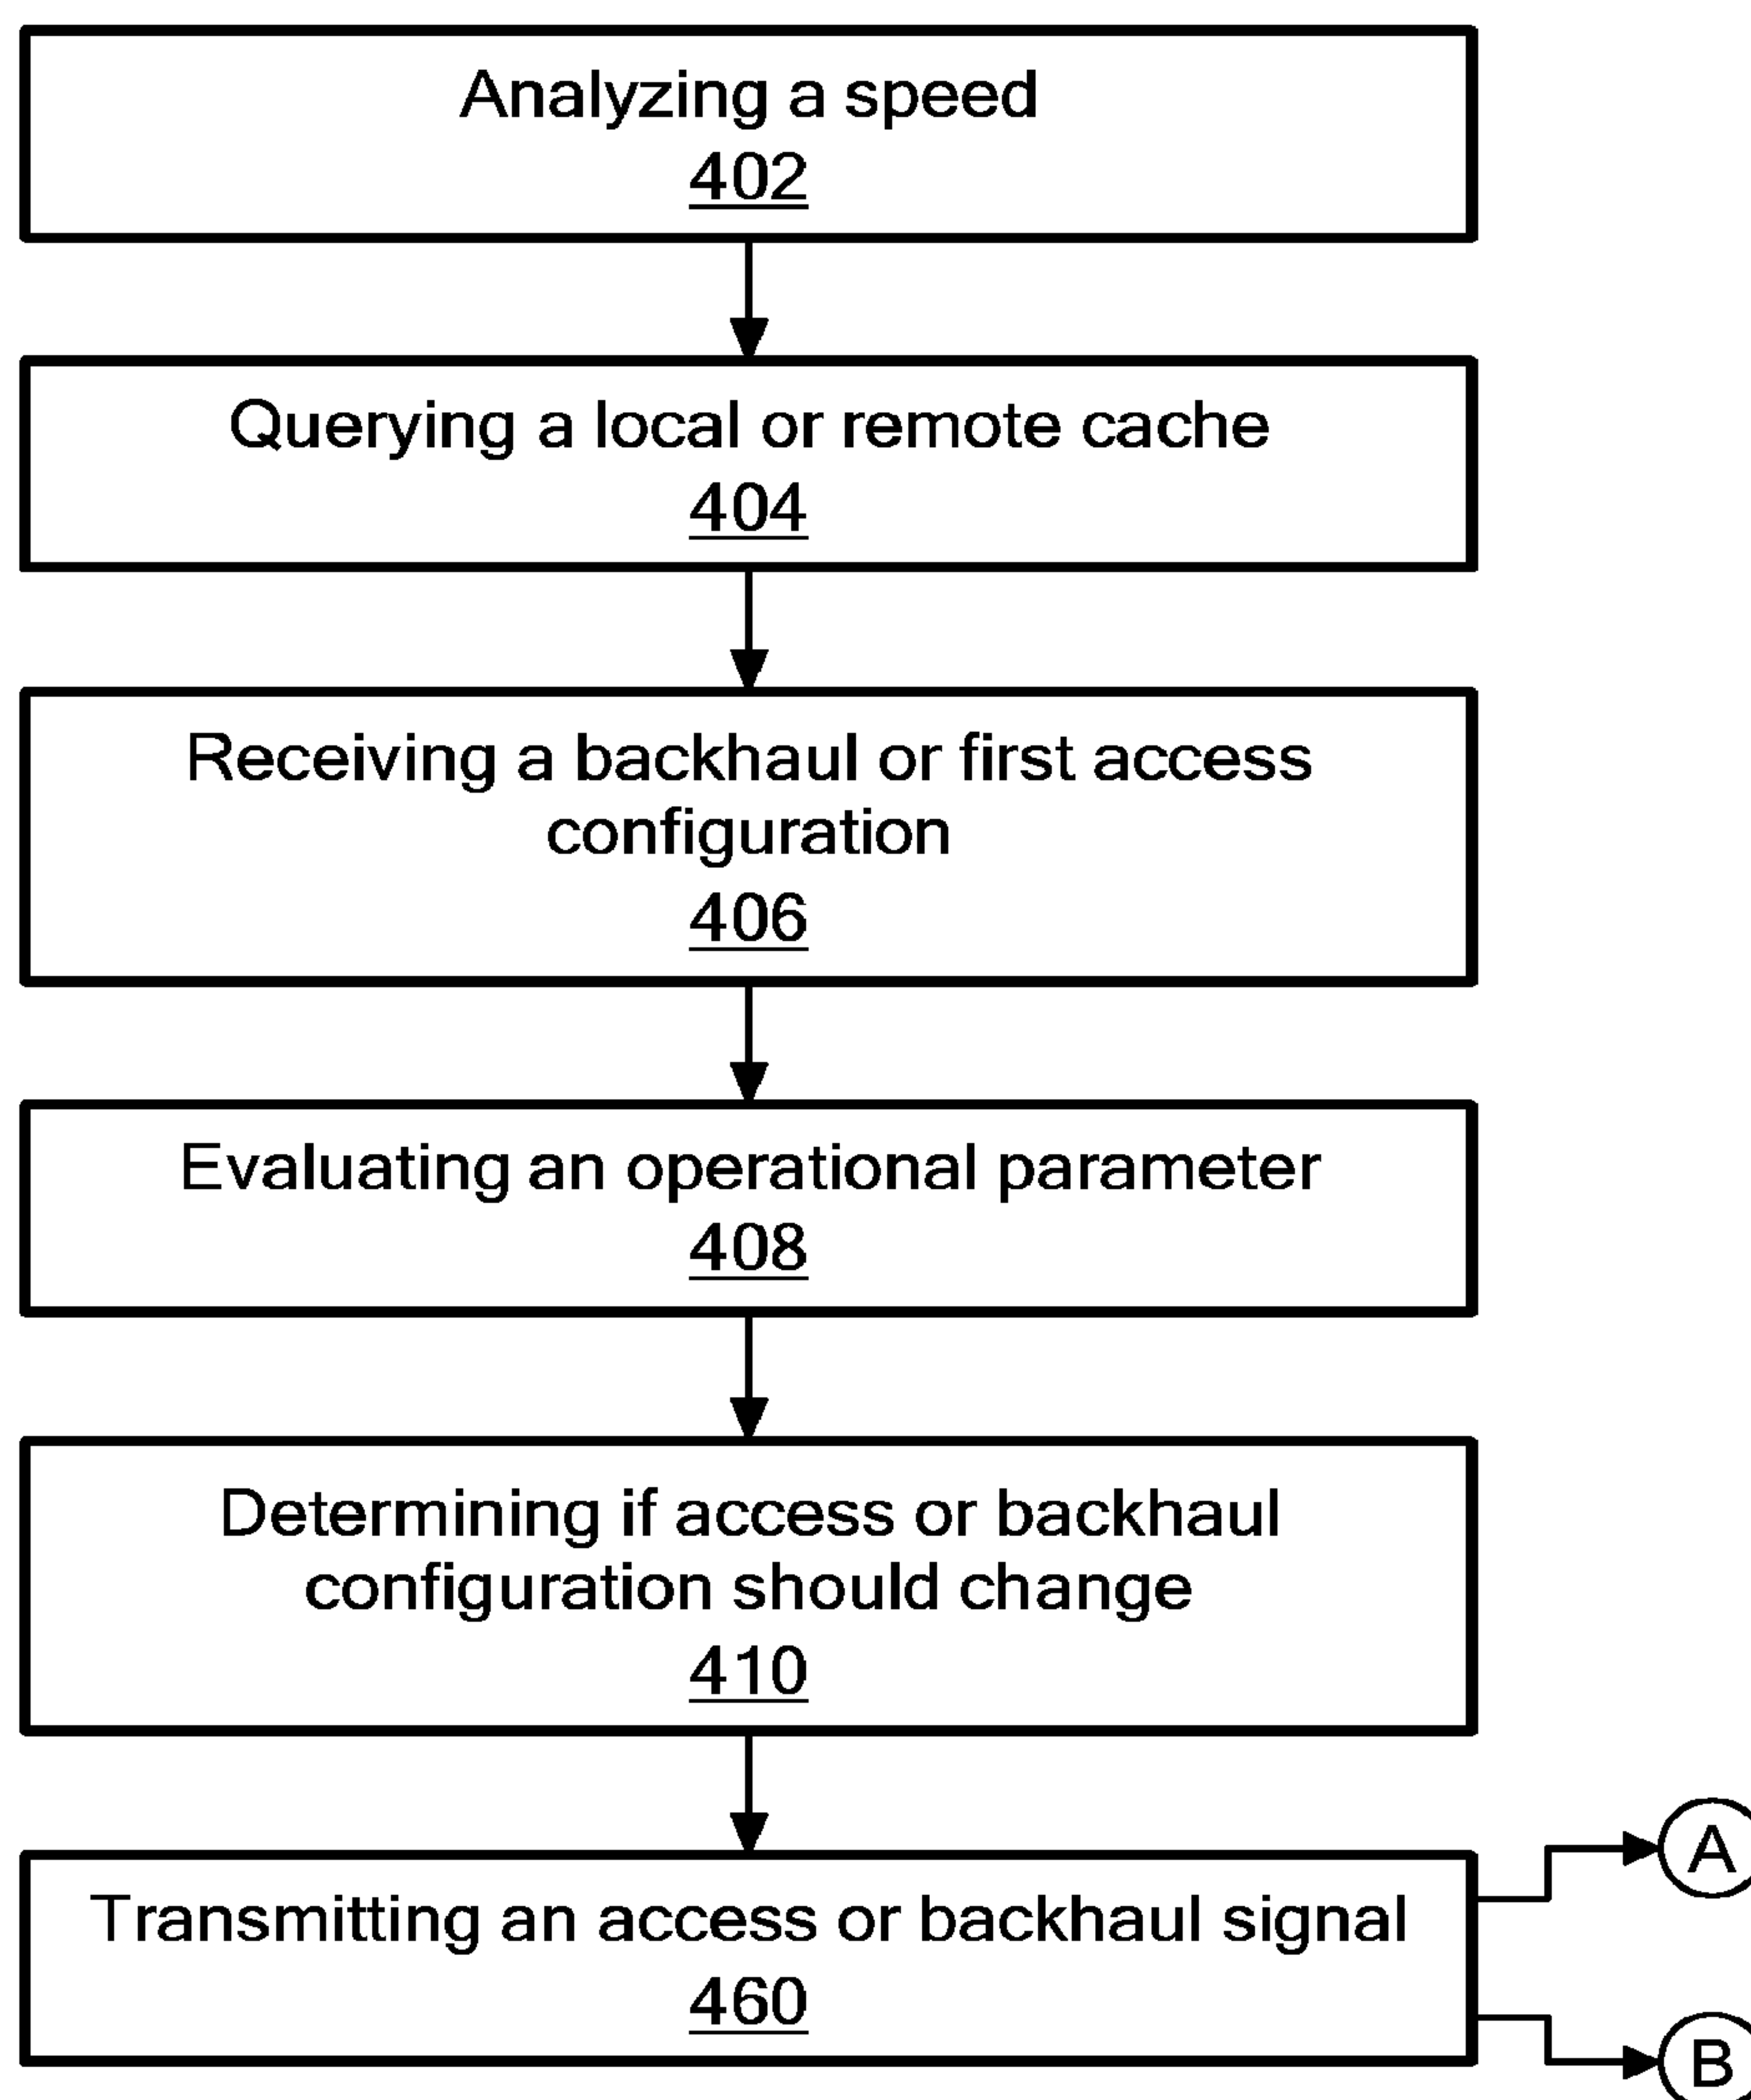 Analyzing a speed
402
Querying a local or remote cache
404
Receiving a backhaul or first access
configuration
406
Evaluating an operational parameter
408
Determining if access or backhaul
configuration should change
410
Transmitting an access or backhaul signal
460
A
B